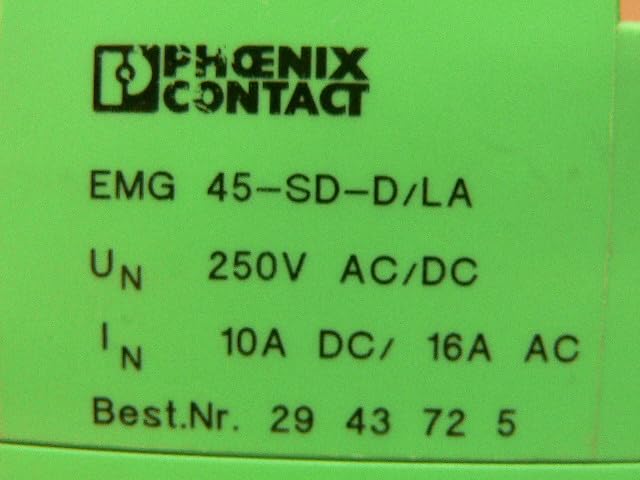 PHŒNIX
CONTACT
EMG 45-SD-D/LA
UN 250V AC/DC
IN 10A DC/ 16A AC
Best.Nr. 29 43 72 5